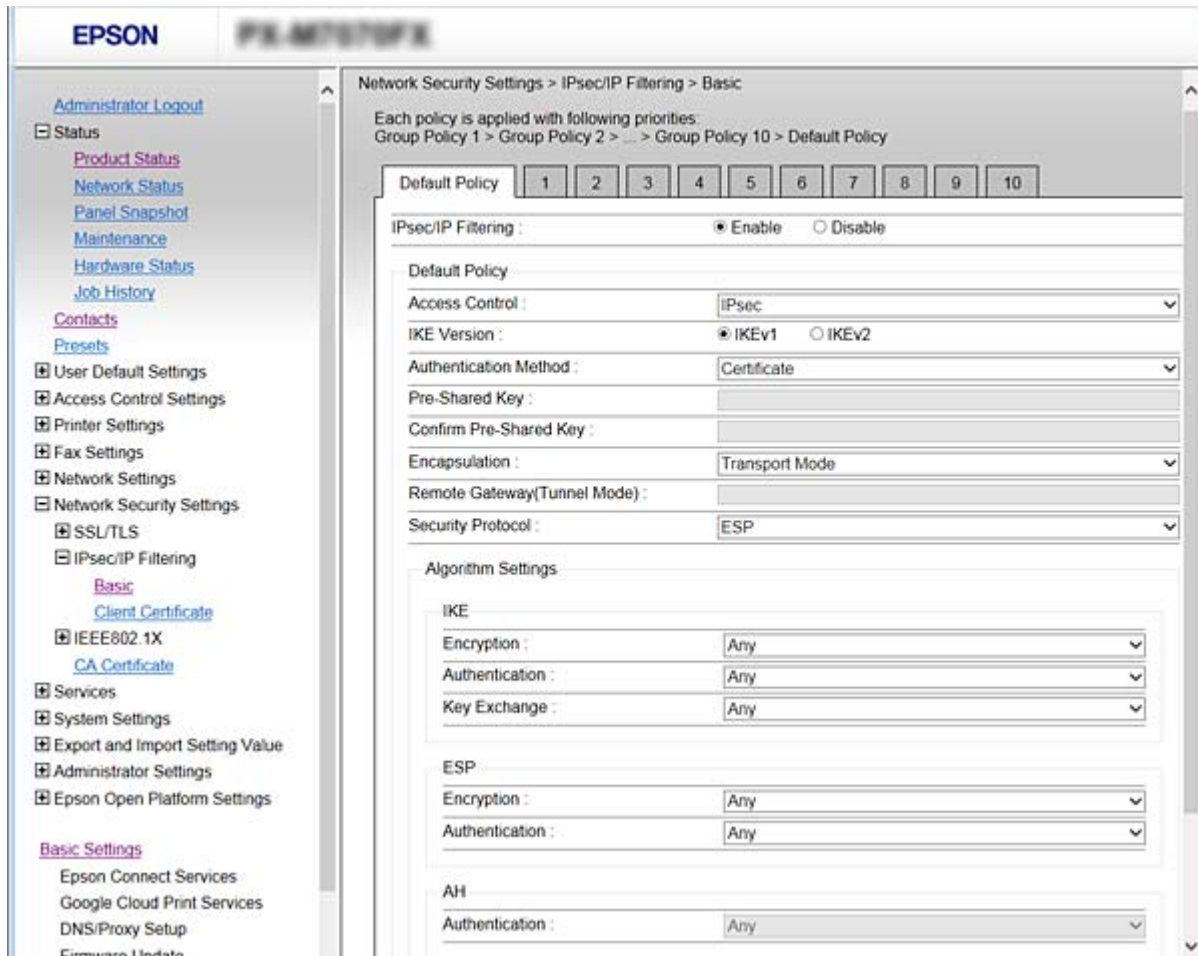 EPSON
Administrator Logout
Status
Product Status
Network Status
Panel Snapshot
Maintenance
Hardware Status
Job History
Contacts
Presets
User Default Settings
Access Control Settings
Printer Settings
Fax Settings
Network Settings
Network Security Settings
SSL/TLS
IPsec/IP Filtering
Basic
Client Certificate
IEEE802.1X
CA Certificate
Services
System Settings
Export and Import Setting Value
Administrator Settings
Epson Open Platform Settings
Basic Settings
Epson Connect Services
Google Cloud Print Services
DNS/Proxy Setup
Firmware Update
Network Security Settings > IPsec/IP Filtering > Basic
Each policy is applied with following priorities:
Group Policy 1 > Group Policy 2 > ... > Group Policy 10 > Default Policy
Default Policy 1 2 3 4 5 6 7 8 9 10
IPsec/IP Filtering : Enable Disable
Default Policy
Access Control : IPsec
IKE Version : IKEv1 IKEv2
Authentication Method : Certificate
Pre-Shared Key :
Confirm Pre-Shared Key :
Encapsulation : Transport Mode
Remote Gateway(Tunnel Mode) :
Security Protocol : ESP
Algorithm Settings
IKE
Encryption : Any
Authentication : Any
Key Exchange : Any
ESP
Encryption : Any
Authentication : Any
AH
Authentication : Any